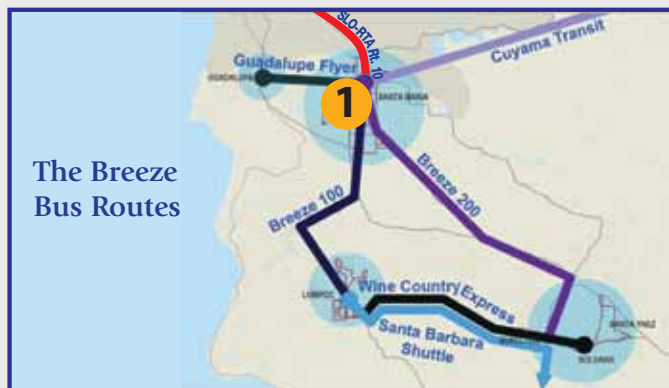 SLO-RTA Rt. 10
Cuyama Transit
Guadalupe Flyer
GUADALUPE
SANTA MARIA
1
The Breeze
Bus Routes
Breeze 100
Breeze 200
LOMPOC
Wine Country Express
Santa Barbara
Shuttle
SANTA YNEZ
SOLVANG